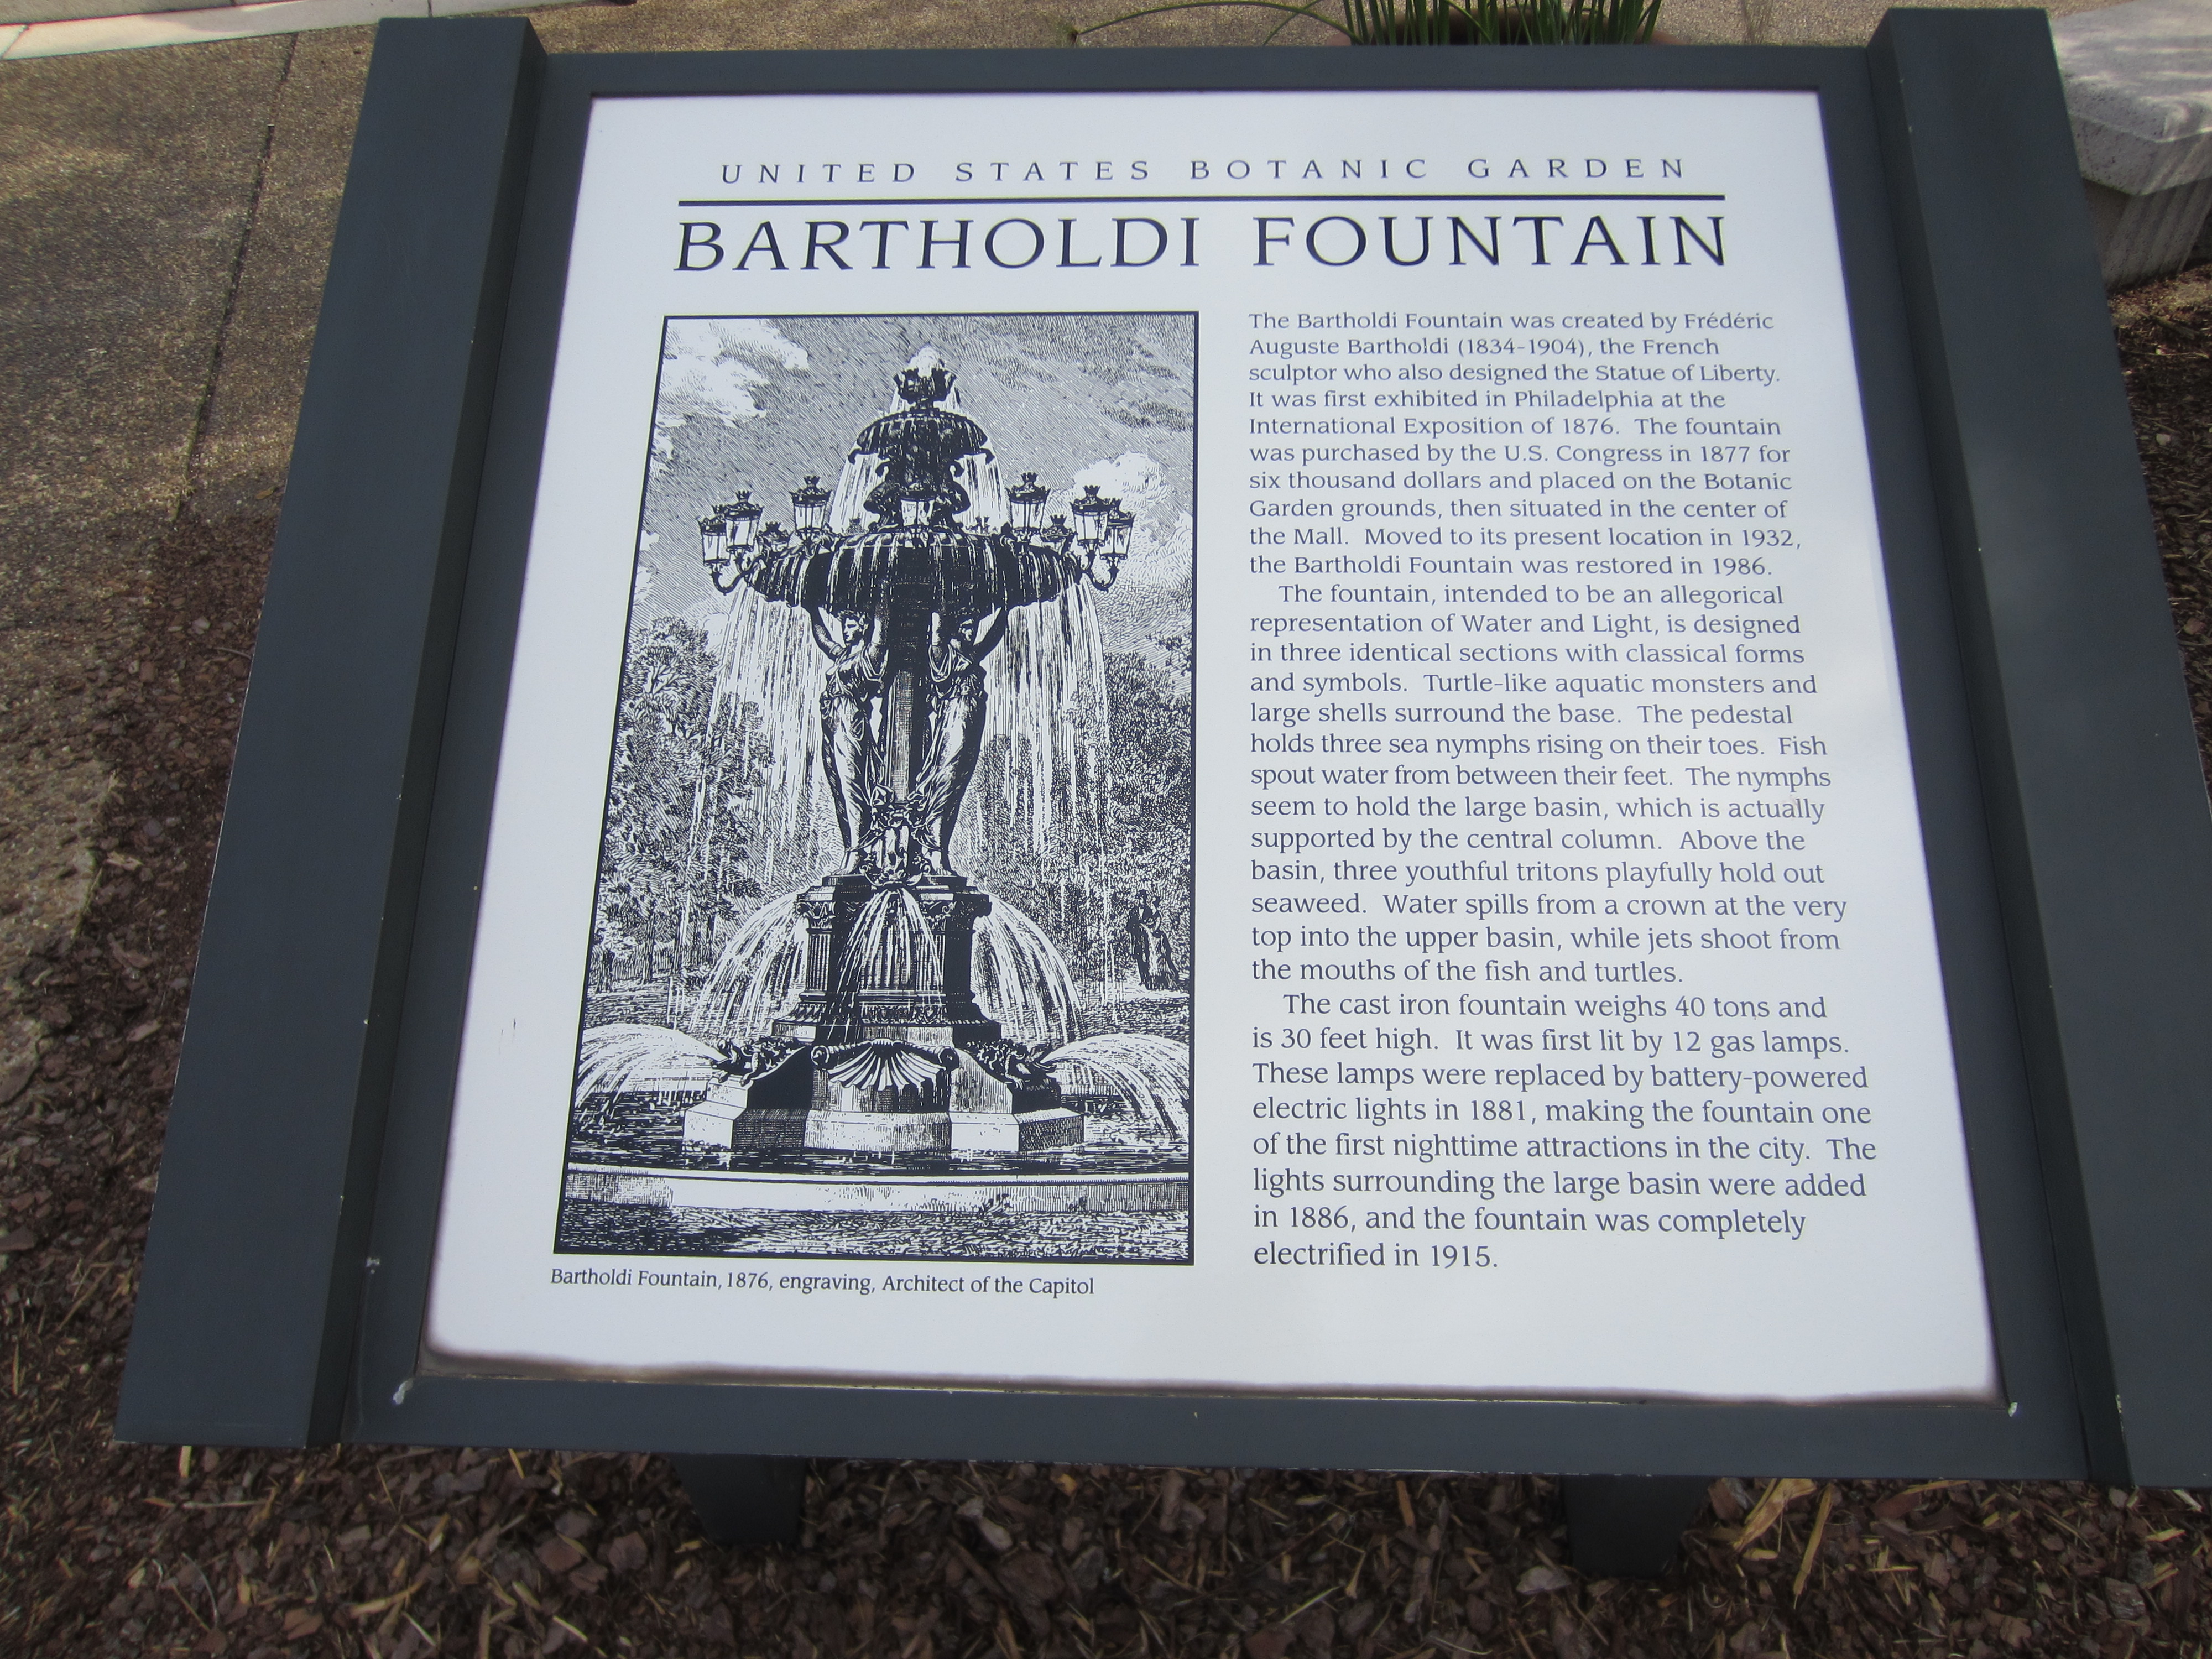 UNITED STATES BOTANIC GARDEN
BARTHOLDI FOUNTAIN
The Bartholdi Fountain was created by Frédéric
Auguste Bartholdi (1834-1904), the French
sculptor who also designed the Statue of Liberty.
It was first exhibited in Philadelphia at the
International Exposition of 1876. The fountain
was purchased by the U.S. Congress in 1877 for
six thousand dollars and placed on the Botanic
Garden grounds, then situated in the center of
the Mall. Moved to its present location in 1932,
the Bartholdi Fountain was restored in 1986.
The fountain, intended to be an allegorical
representation of Water and Light, is designed
in three identical sections with classical forms
and symbols. Turtle-like aquatic monsters and
large shells surround the base. The pedestal
holds three sea nymphs rising on their toes. Fish
spout water from between their feet. The nymphs
seem to hold the large basin, which is actually
supported by the central column. Above the
basin, three youthful tritons playfully hold out
seaweed. Water spills from a crown at the very
top into the upper basin, while jets shoot from
the mouths of the fish and turtles.
The cast iron fountain weighs 40 tons and
is 30 feet high. It was first lit by 12 gas lamps.
These lamps were replaced by battery-powered
electric lights in 1881, making the fountain one
of the first nighttime attractions in the city. The
lights surrounding the large basin were added
in 1886, and the fountain was completely
electrified in 1915.
Bartholdi Fountain, 1876, engraving, Architect of the Capitol